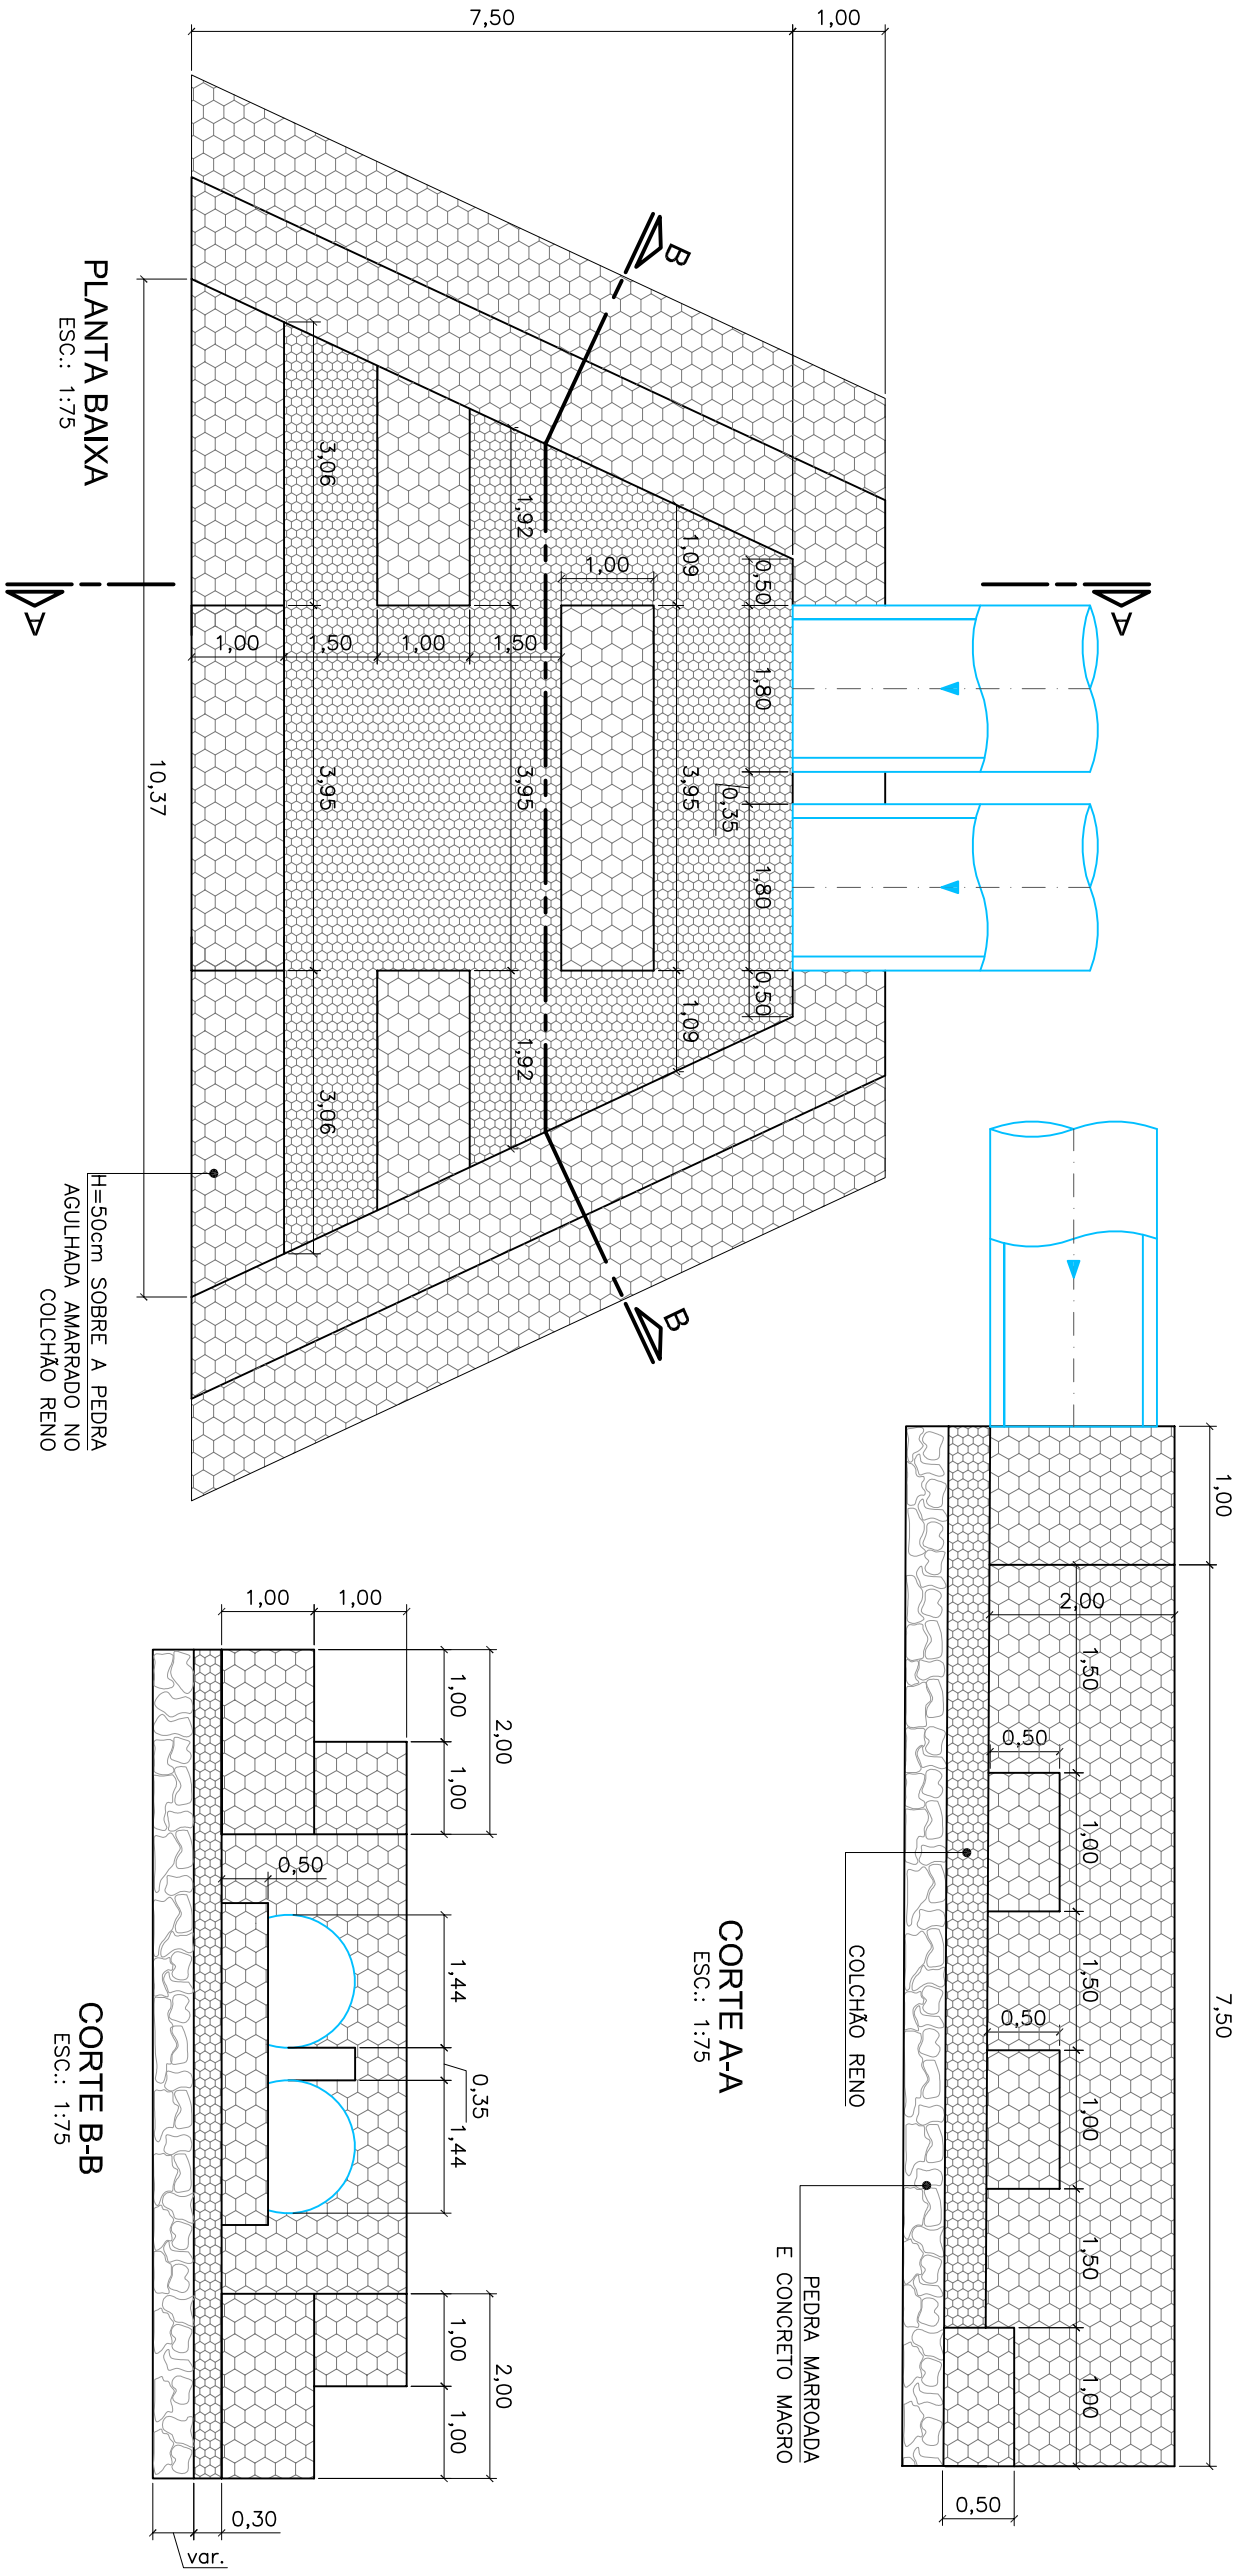 7,50
1,00
B
B
A
A
0,50
1,80
0,35
1,80
0,50
1,09
3,95
1,09
1,00
1,92
3,95
1,92
1,00
1,50
1,00
1,50
3,06
3,95
3,06
10,37
H=50cm SOBRE A PEDRA
AGULHADA AMARRADO NO
COLCHÃO RENO
PLANTA BAIXA
ESC.: 1:75
1,00
7,50
2,00
1,50
1,00
1,50
1,00
1,50
1,00
0,50
0,50
0,50
COLCHÃO RENO
PEDRA MARROADA
E CONCRETO MAGRO
CORTE A-A
ESC.: 1:75
2,00
2,00
1,00
1,00
1,00
1,00
1,00
1,00
0,50
1,44
0,35
1,44
0,30
var.
CORTE B-B
ESC.: 1:75